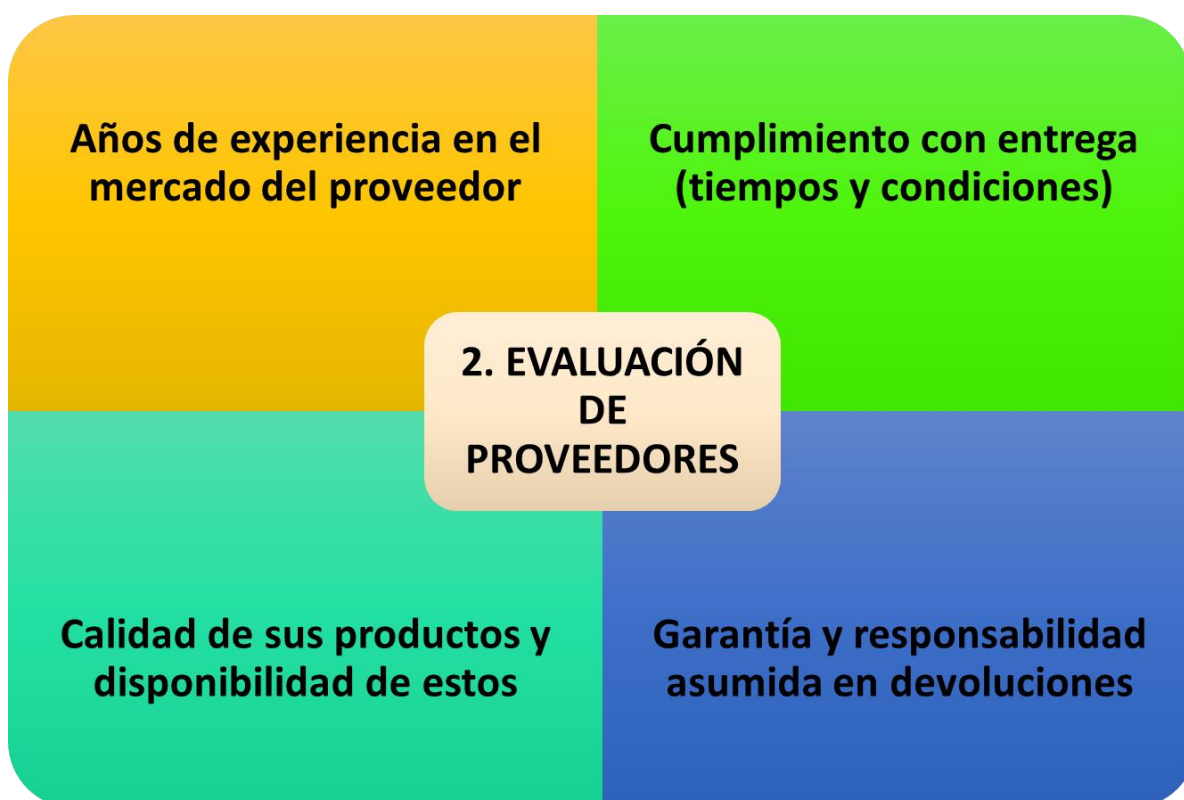 Años de experiencia en el
mercado del proveedor
Cumplimiento con entrega
(tiempos y condiciones)
2. EVALUACIÓN
DE
PROVEEDORES
Calidad de sus productos y
disponibilidad de estos
Garantía y responsabilidad
asumida en devoluciones